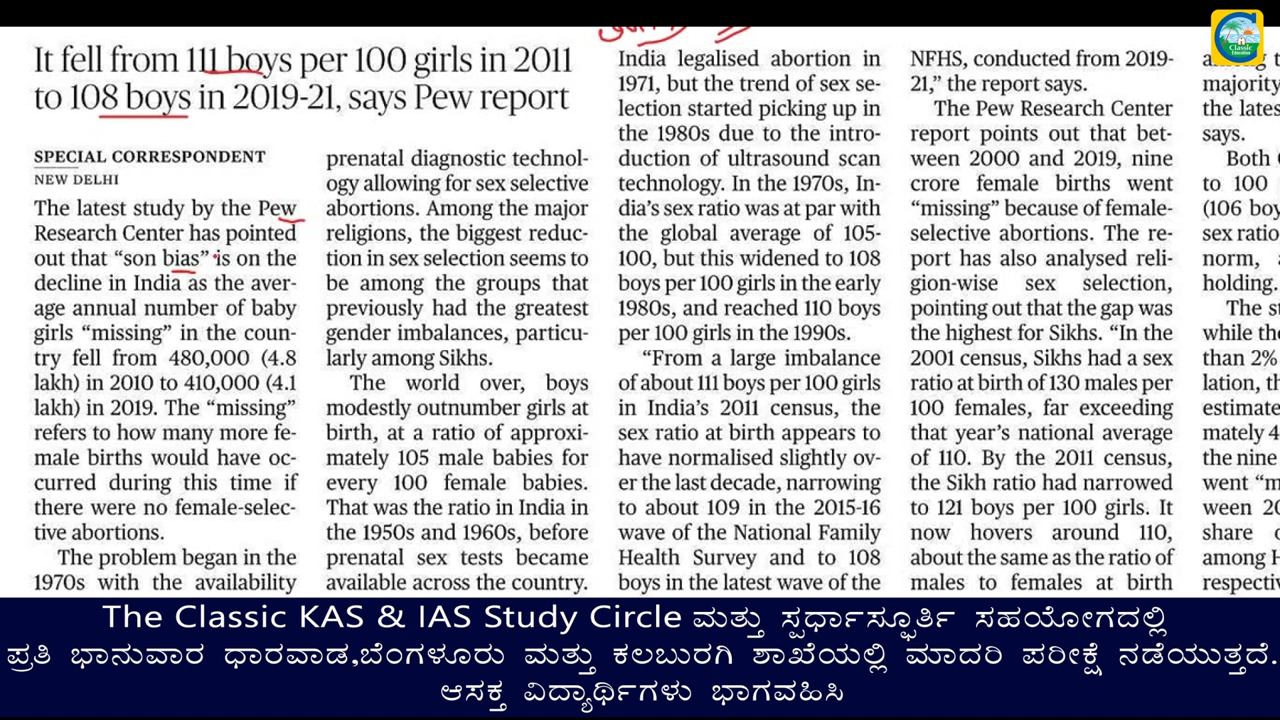 It fell from 111 boys per 100 girls in 2011
to 108 boys in 2019-21, says Pew report
SPECIAL CORRESPONDENT
NEW DELHI
The latest study by the Pew
Research Center has pointed
out that “son bias” is on the
decline in India as the aver-
age annual number of baby
girls “missing” in the coun-
try fell from 480,000 (4.8
lakh) in 2010 to 410,000 (4.1
lakh) in 2019. The “missing”
refers to how many more fe-
male births would have oc-
curred during this time if
there were no female-selec-
tive abortions.
The problem began in the
1970s with the availability
prenatal diagnostic technol-
ogy allowing for sex selective
abortions. Among the major
religions, the biggest reduc-
tion in sex selection seems to
be among the groups that
previously had the greatest
gender imbalances, particu-
larly among Sikhs.
The world over, boys
modestly outnumber girls at
birth, at a ratio of approxi-
mately 105 male babies for
every 100 female babies.
That was the ratio in India in
the 1950s and 1960s, before
prenatal sex tests became
available across the country.
India legalised abortion in
1971, but the trend of sex se-
lection started picking up in
the 1980s due to the intro-
duction of ultrasound scan
technology. In the 1970s, In-
dia’s sex ratio was at par with
the global average of 105-
100, but this widened to 108
boys per 100 girls in the early
1980s, and reached 110 boys
per 100 girls in the 1990s.
“From a large imbalance
of about 111 boys per 100 girls
in India’s 2011 census, the
sex ratio at birth appears to
have normalised slightly ov-
er the last decade, narrowing
to about 109 in the 2015-16
wave of the National Family
Health Survey and to 108
boys in the latest wave of the
NFHS, conducted from 2019-
21,” the report says.
The Pew Research Center
report points out that bet-
ween 2000 and 2019, nine
crore female births went
“missing” because of female-
selective abortions. The re-
port has also analysed reli-
gion-wise sex selection,
pointing out that the gap was
the highest for Sikhs. “In the
2001 census, Sikhs had a sex
ratio at birth of 130 males per
100 females, far exceeding
that year’s national average
of 110. By the 2011 census,
the Sikh ratio had narrowed
to 121 boys per 100 girls. It
now hovers around 110,
about the same as the ratio of
males to females at birth
majority
the latest
says.
Both
to 100
(106 boy
sex ratio
norm,
holding.
The
while the
than 2%
lation, th
estimate
mately 4
the nine
went “m
ween 20
share
among
respectiv
Classic
Education
The Classic KAS & IAS Study Circle ಮತ್ತು ಸ್ಪರ್ಧಾಸ್ಫೂರ್ತಿ ಸಹಯೋಗದಲ್ಲಿ
ಪ್ರತಿ ಭಾನುವಾರ ಧಾರವಾಡ,ಬೆಂಗಳೂರು ಮತ್ತು ಕಲಬುರಗಿ ಶಾಖೆಯಲ್ಲಿ ಮಾದರಿ ಪರೀಕ್ಷೆ ನಡೆಯುತ್ತದೆ.
ಆಸಕ್ತ ವಿದ್ಯಾರ್ಥಿಗಳು ಭಾಗವಹಿಸಿ